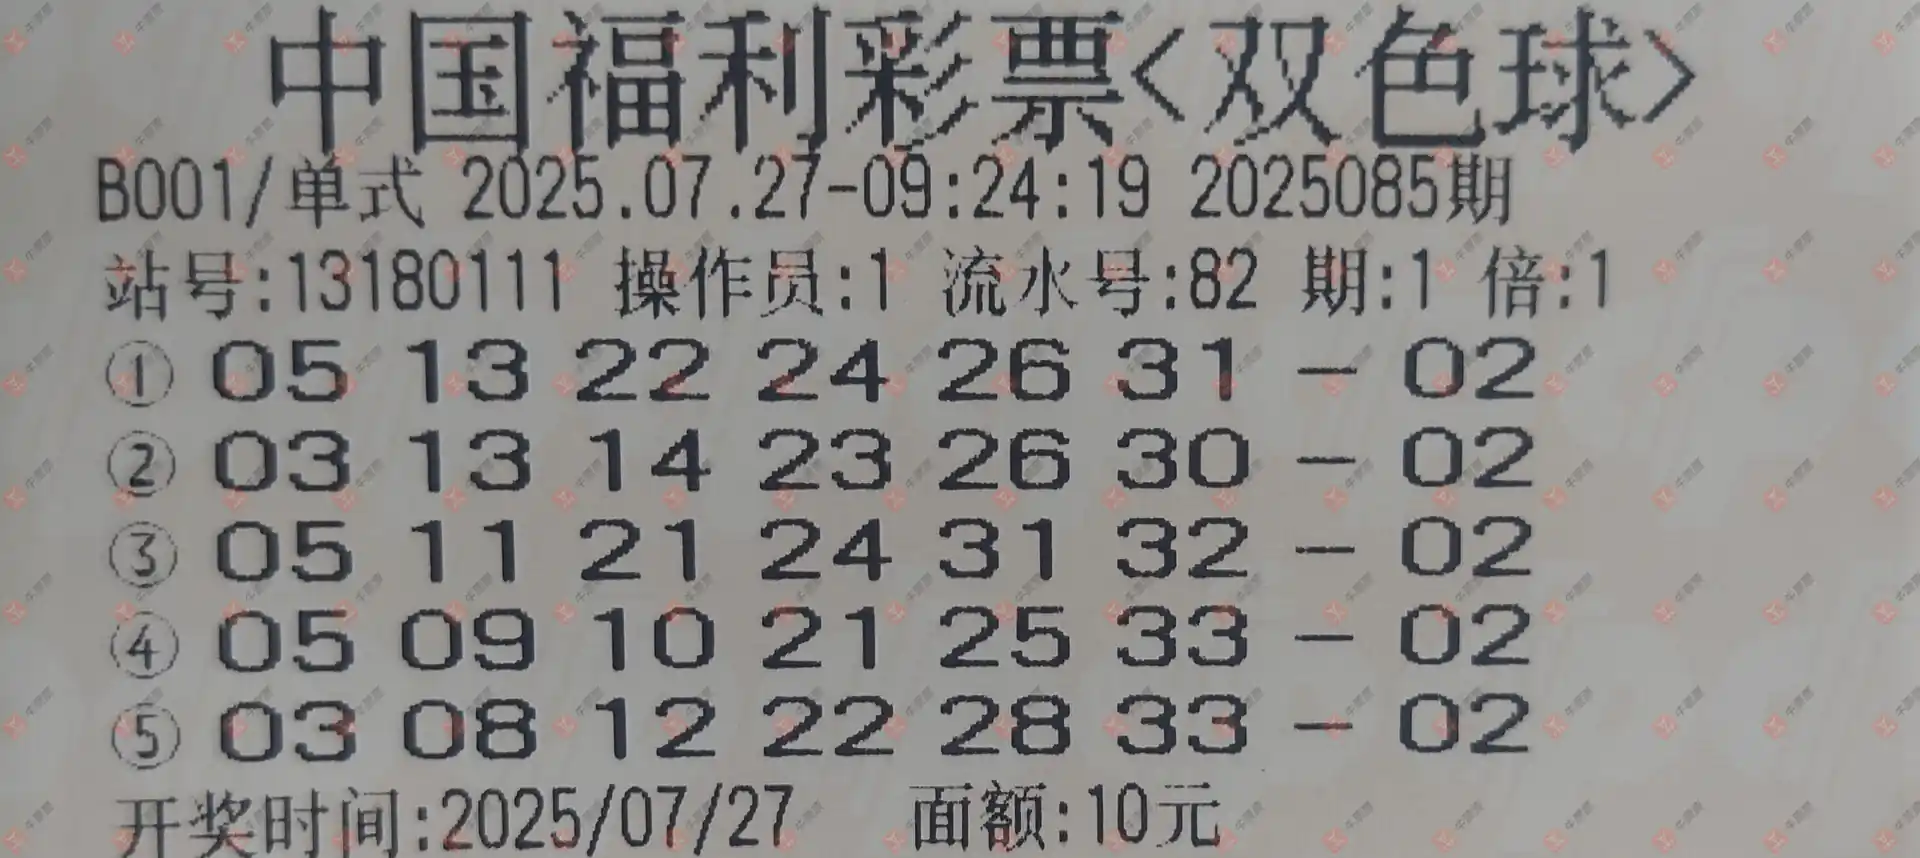 中国福利彩票<双色球>
B001/单式 2025.07.27-09:24:19 2025085期
站号:13180111 操作员:1 流水号:82 期:1 倍:1
① 05 13 22 24 26 31 - 02
② 03 13 14 23 26 30 - 02
③ 05 11 21 24 31 32 - 02
④ 05 09 10 21 25 33 - 02
⑤ 03 08 12 22 28 33 - 02
开奖时间:2025/07/27 面额:10元